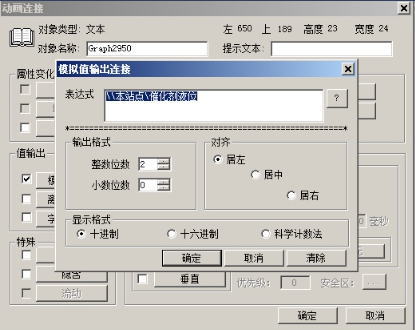 动画连接
对象类型: 文本
左 650 上 189 高度 23 宽度 24
对象名称: Graph2950
提示文本:
属性变化
模拟值输出连接
表达式
\\本站点\催化剂液位
?
输出格式
整数位数 2
小数位数 0
对齐
居左
居中
居右
显示格式
十进制
十六进制
科学计数法
确定
取消
清除
值输出
毫秒
特殊
隐含
流动
垂直
优先级: 0
安全区:
确定
取消